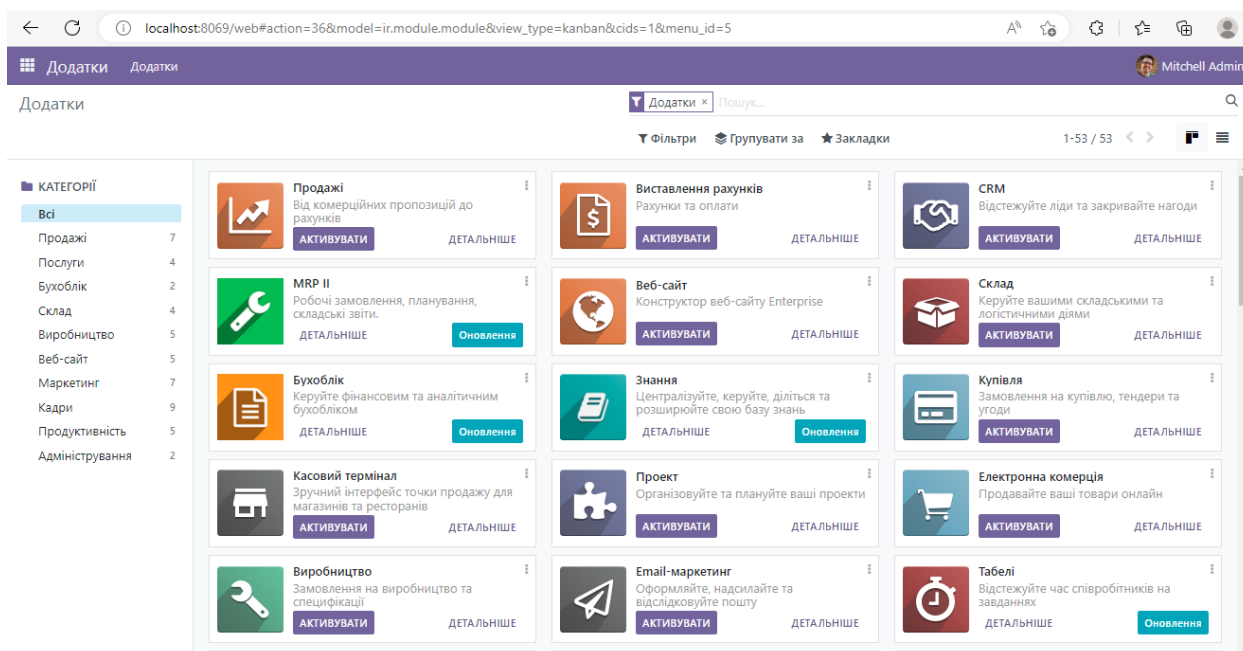 localhost:8069/web#action=36&model=ir.module.module&view_type=kanban&cids=1&menu_id=5
Додатки Додатки Mitchell Admin
Додатки Додатки × Пошук...
Фільтри Групувати за Закладки 1-53 / 53
КАТЕГОРІЇ
Всі
Продажі 7
Послуги 4
Бухоблік 2
Склад 4
Виробництво 5
Веб-сайт 5
Маркетинг 7
Кадри 9
Продуктивність 5
Адміністрування 2
Продажі
Від комерційних пропозицій до
рахунків
АКТИВУВАТИ ДЕТАЛЬНІШЕ
Виставлення рахунків
Рахунки та оплати
АКТИВУВАТИ ДЕТАЛЬНІШЕ
CRM
Відстежуйте ліди та закривайте нагоди
АКТИВУВАТИ ДЕТАЛЬНІШЕ
MRP II
Робочі замовлення, планування,
складські звіти.
ДЕТАЛЬНІШЕ Оновлення
Веб-сайт
Конструктор веб-сайту Enterprise
АКТИВУВАТИ ДЕТАЛЬНІШЕ
Склад
Керуйте вашими складськими та
логістичними діями
АКТИВУВАТИ ДЕТАЛЬНІШЕ
Бухоблік
Керуйте фінансовим та аналітичним
бухобліком
ДЕТАЛЬНІШЕ Оновлення
Знання
Централізуйте, керуйте, діліться та
розширюйте свою базу знань
ДЕТАЛЬНІШЕ Оновлення
Купівля
Замовлення на купівлю, тендери та
угоди
АКТИВУВАТИ ДЕТАЛЬНІШЕ
Касовий термінал
Зручний інтерфейс точки продажу для
магазинів та ресторанів
АКТИВУВАТИ ДЕТАЛЬНІШЕ
Проект
Організовуйте та плануйте ваші проекти
АКТИВУВАТИ ДЕТАЛЬНІШЕ
Електронна комерція
Продавайте ваші товари онлайн
АКТИВУВАТИ ДЕТАЛЬНІШЕ
Виробництво
Замовлення на виробництво та
специфікації
АКТИВУВАТИ ДЕТАЛЬНІШЕ
Email-маркетинг
Оформляйте, надсилайте та
відслідковуйте пошту
АКТИВУВАТИ ДЕТАЛЬНІШЕ
Табелі
Відстежуйте час співробітників на
завданнях
ДЕТАЛЬНІШЕ Оновлення